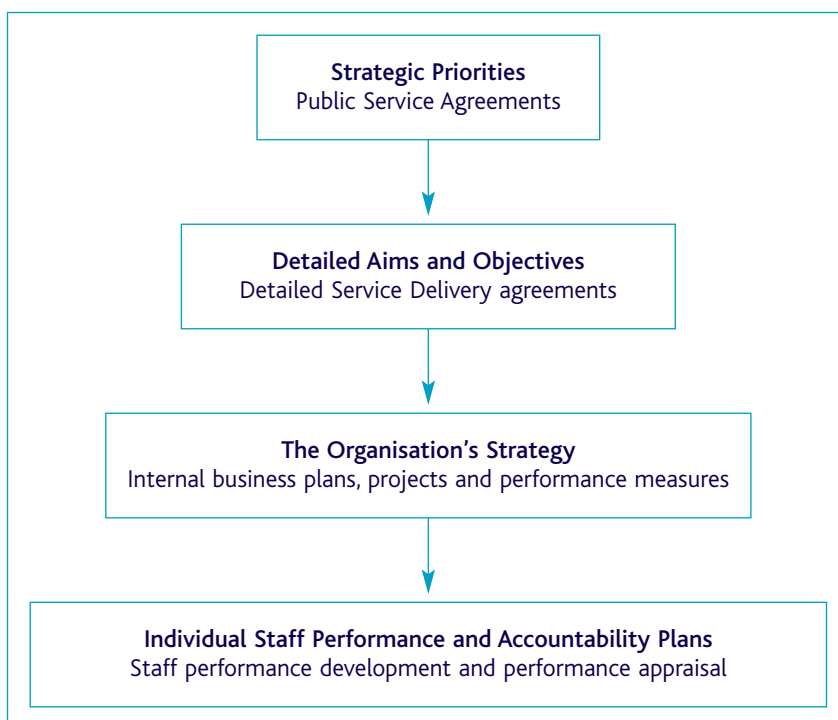 Strategic Priorities
Public Service Agreements
Detailed Aims and Objectives
Detailed Service Delivery agreements
The Organisation’s Strategy
Internal business plans, projects and performance measures
Individual Staff Performance and Accountability Plans
Staff performance development and performance appraisal